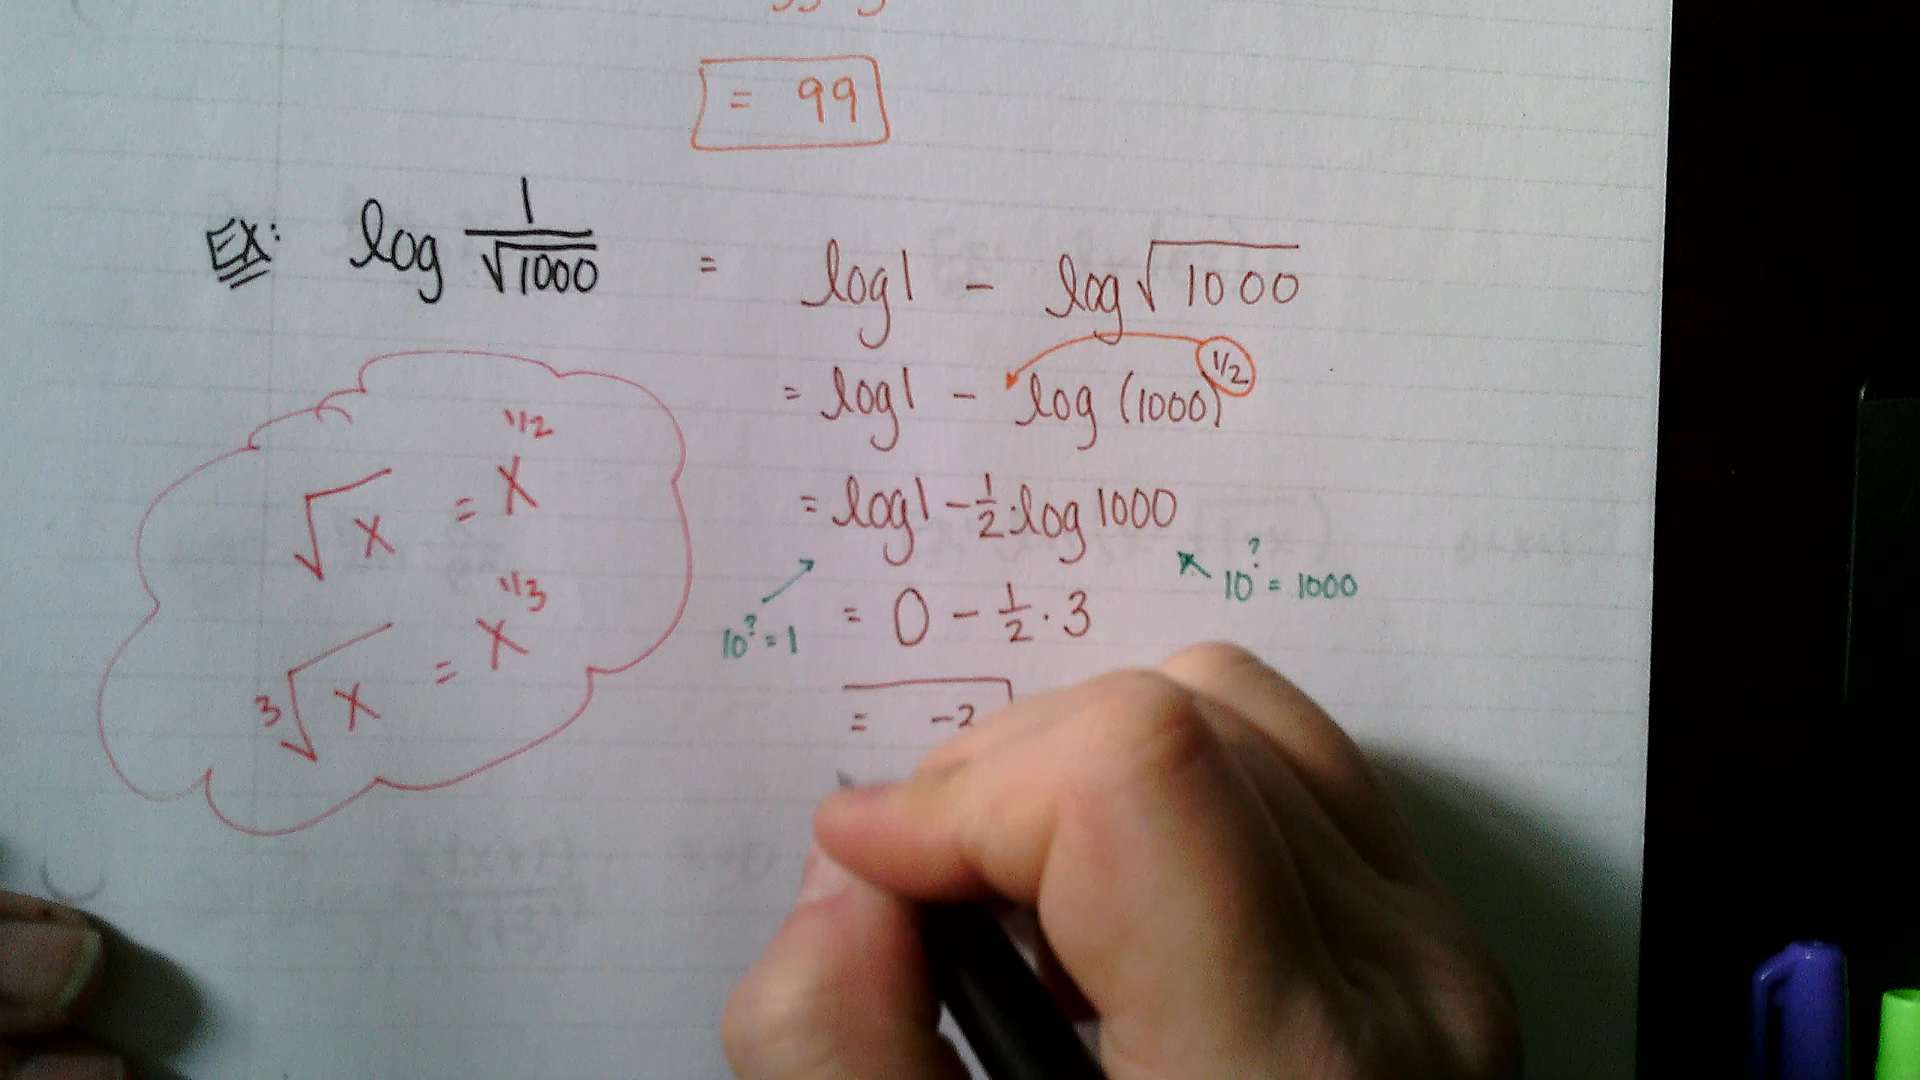 = 99
EX: log 1/√1000 = log1 - log√1000
= log1 - log(1000)^1/2
√x = x^1/2
= log1 - 1/2·log1000
10^? = 1
10^? = 1000
= 0 - 1/2 · 3
³√x = x^1/3